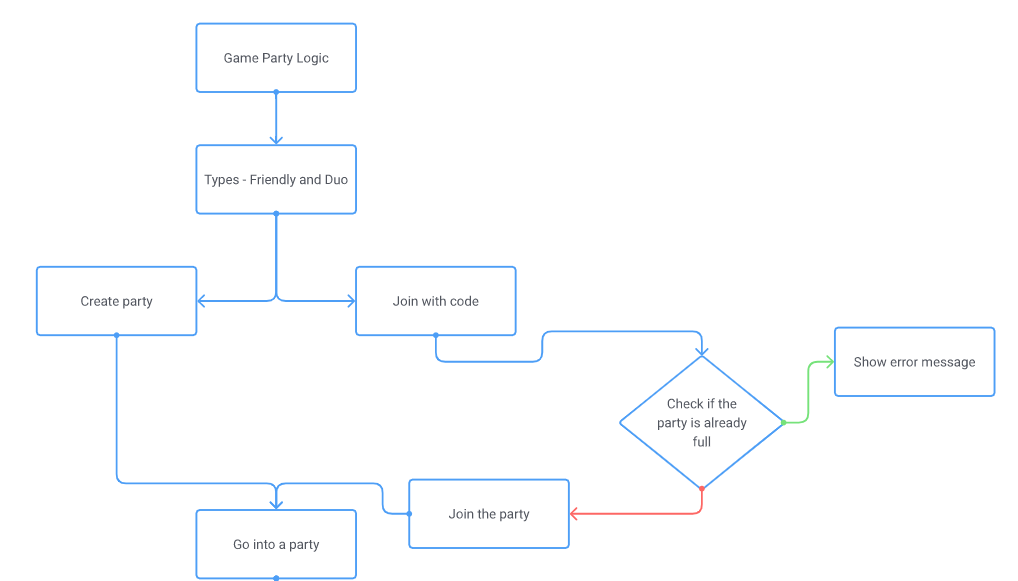 Game Party Logic
Types - Friendly and Duo
Create party
Join with code
Show error message
Check if the
party is already
full
Join the party
Go into a party